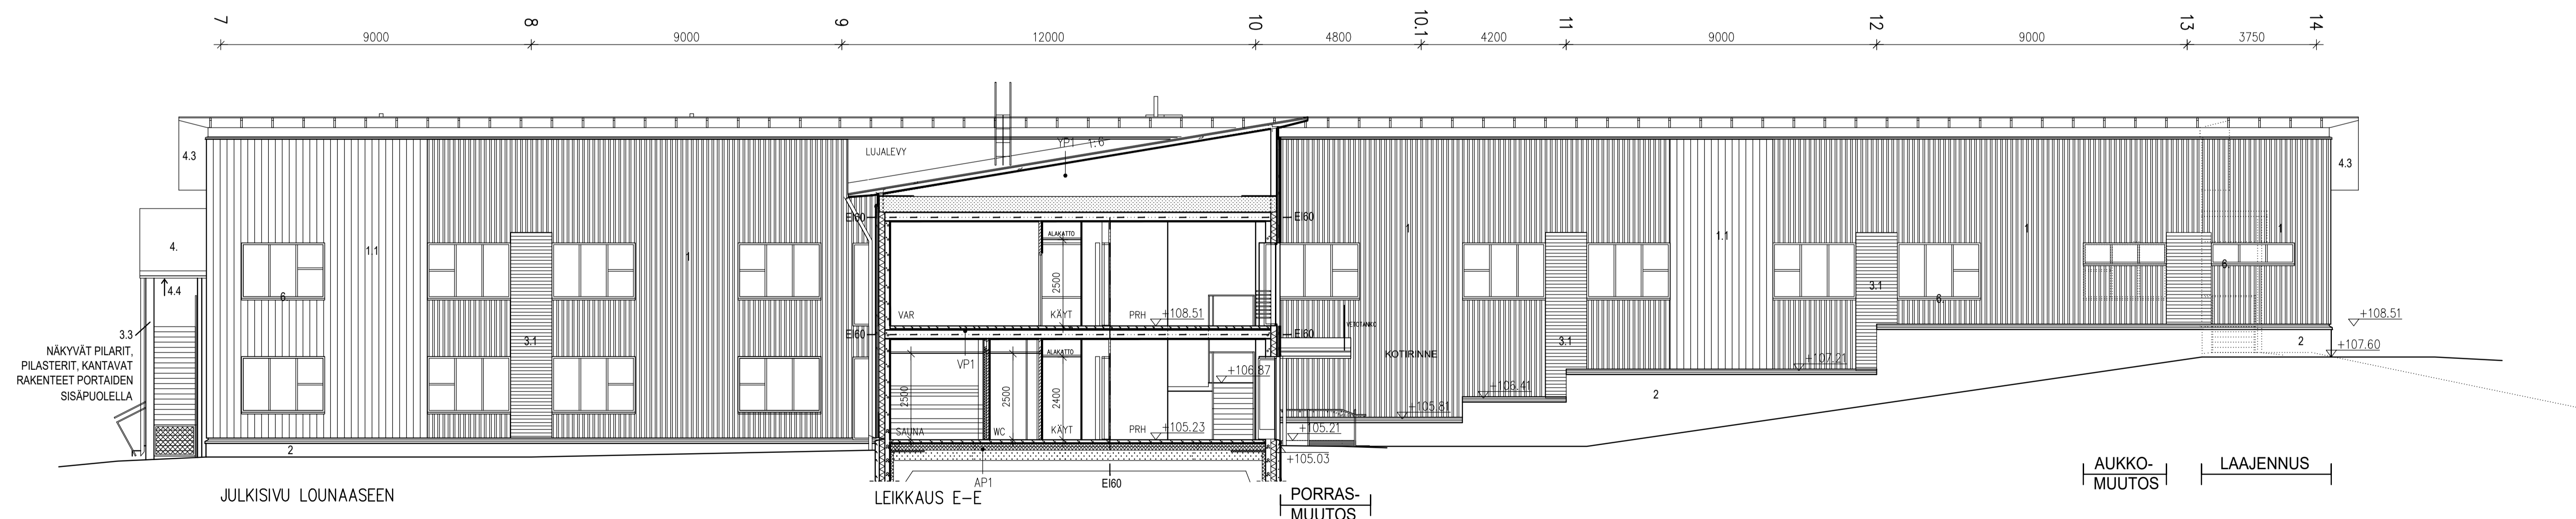 7 8 9 10 10.1 11 12 13 14
9000 9000 12000 4800 4200 9000 9000 3750
4.3
LUJALEVY
YP1
1:6
4.3
4.
1.1
1
EI60
EI60
ALAKATTO
1
1.1
1
1
4.4
6.
2500
6.
3.1
6.
VAR
KÄYT
PRH
+108.51
VETOTANKO
+108.51
3.3
NÄKYVÄT PILARIT,
PILASTERIT, KANTAVAT
RAKENTEET PORTAIDEN
SISÄPUOLELLA
3.1
EI60
EI60
3.1
2
+107.60
VP1
ALAKATTO
KOTIRINNE
+107.21
+106.87
2500
2500
2400
+106.41
2
+105.81
SAUNA
WC
KÄYT
PRH
+105.23
+105.21
2
+105.03
AP1
EI60
JULKISIVU LOUNAASEEN
LEIKKAUS E-E
PORRAS-
MUUTOS
AUKKO-
MUUTOS
LAAJENNUS